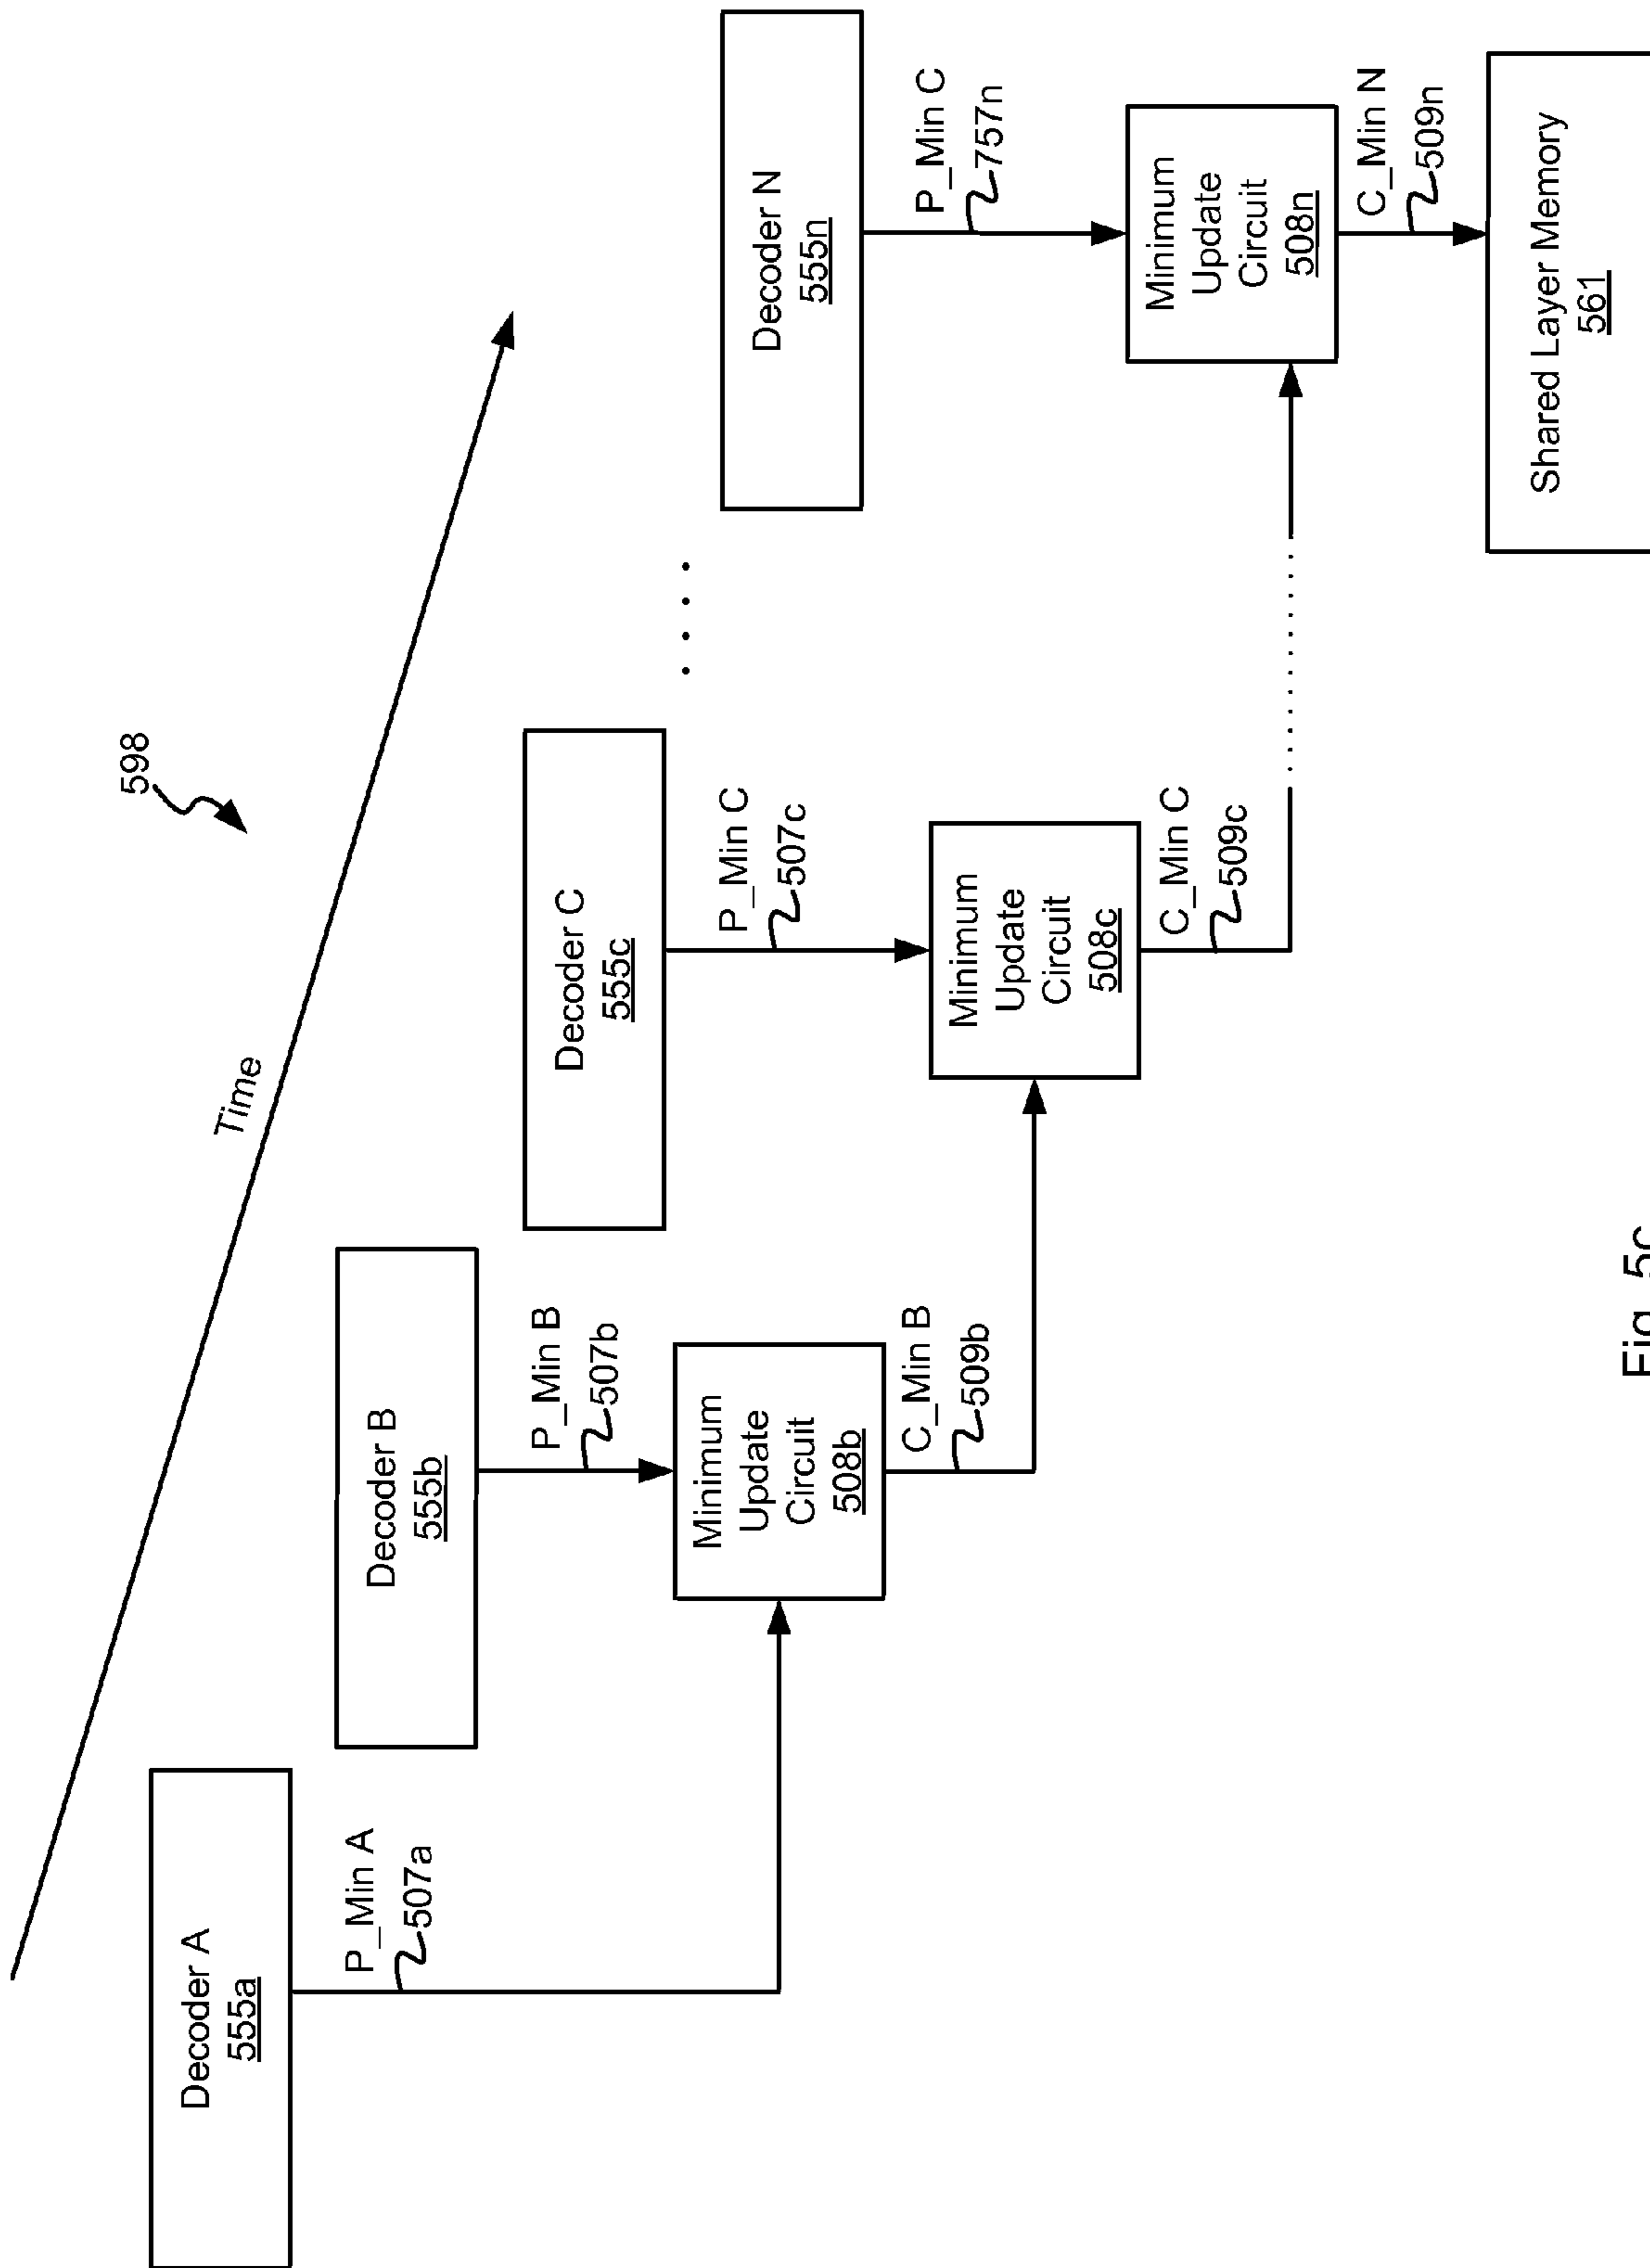 598
Time
Decoder A
555a
P_Min A
507a
Decoder B
555b
P_Min B
507b
Minimum
Update
Circuit
508b
C_Min B
509b
Decoder C
555c
P_Min C
507c
Minimum
Update
Circuit
508c
C_Min C
509c
Decoder N
555n
P_Min C
757n
Minimum
Update
Circuit
508n
C_Min N
509n
Shared Layer Memory
561
Fig. 5c